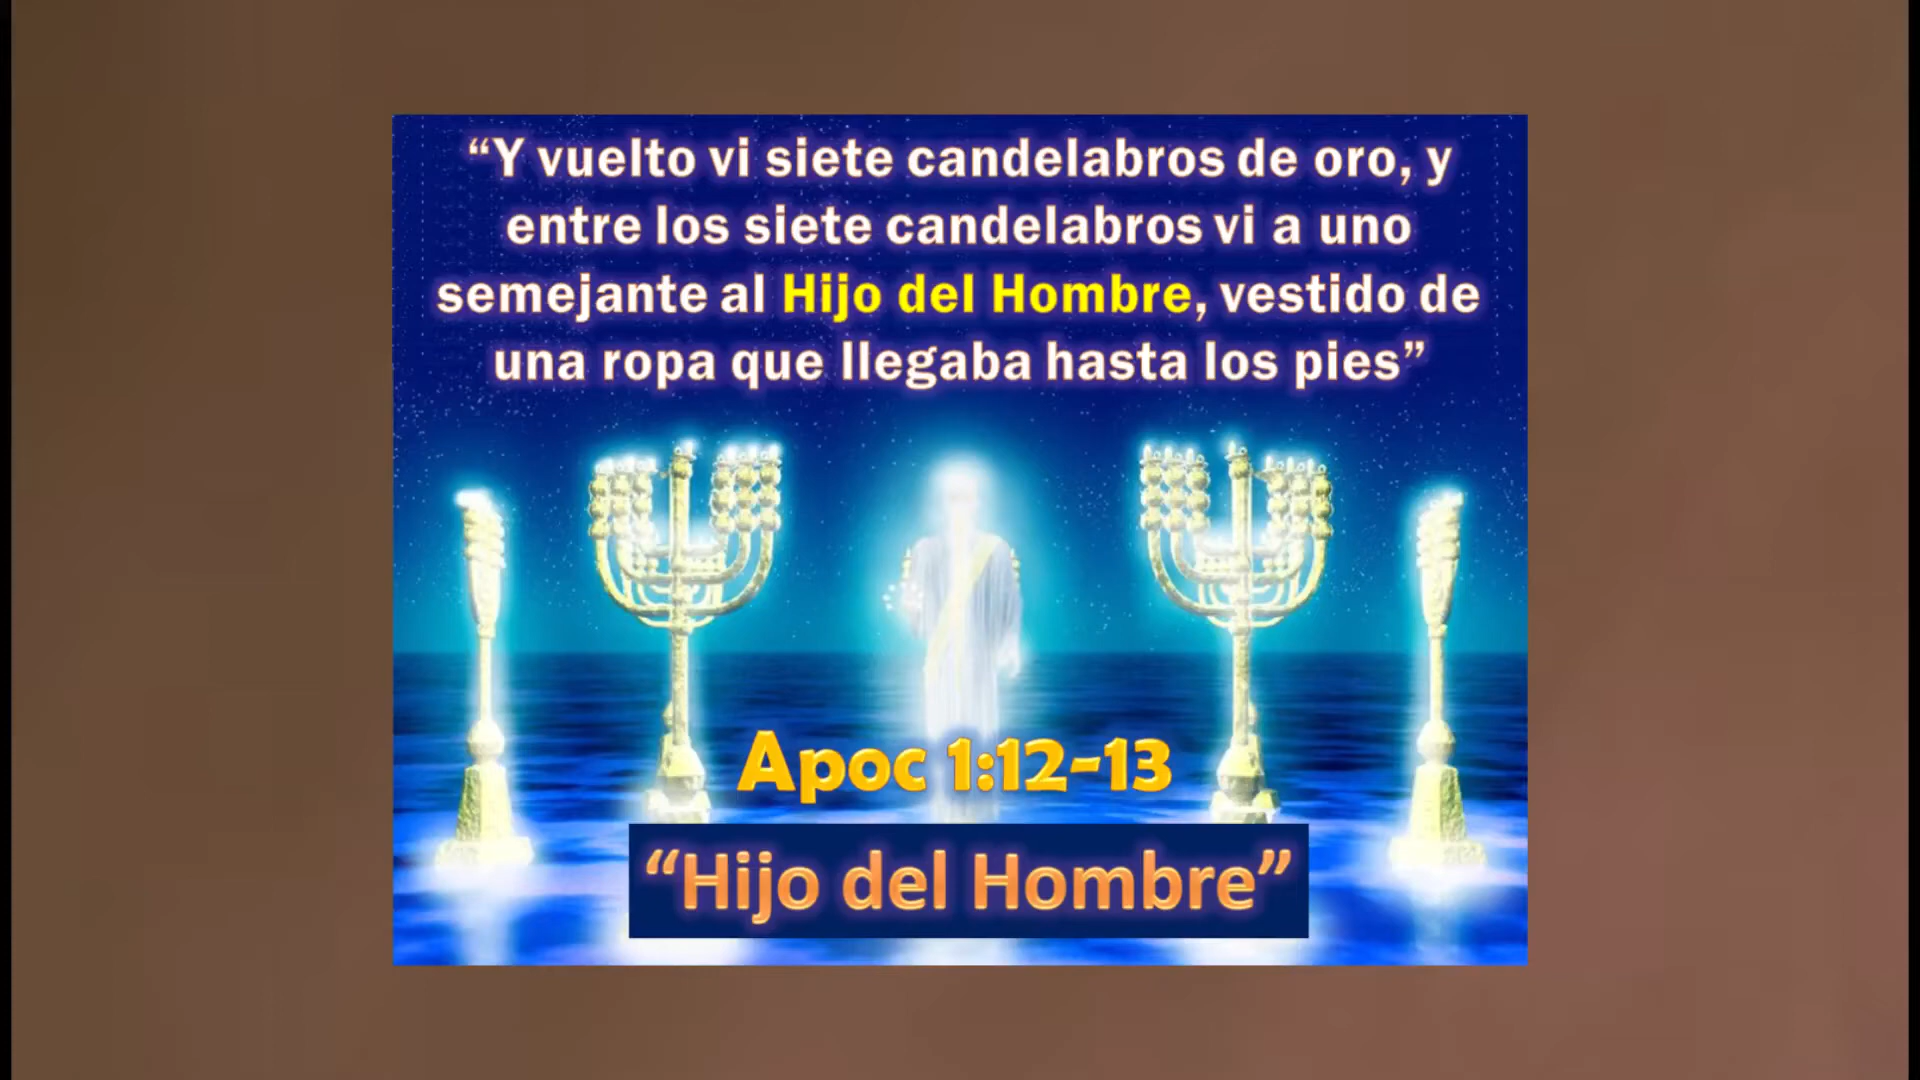 “Y vuelto vi siete candelabros de oro, y
entre los siete candelabros vi a uno
semejante al Hijo del Hombre, vestido de
una ropa que llegaba hasta los pies”
Apoc 1:12-13
“Hijo del Hombre”